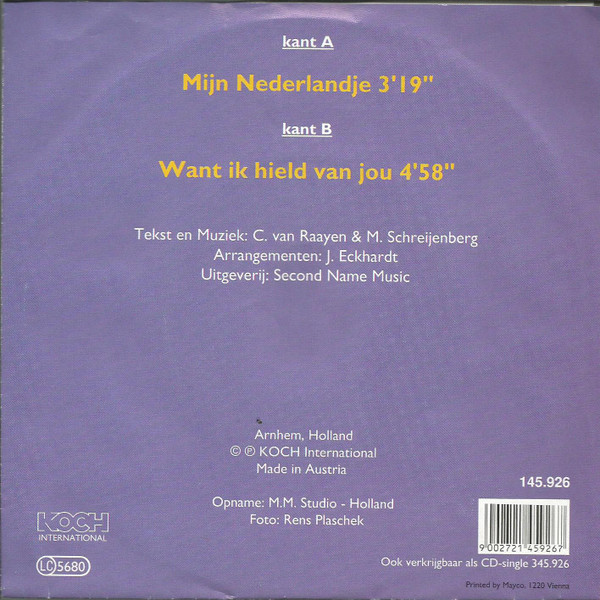 kant A
Mijn Nederlandje 3'19"
kant B
Want ik hield van jou 4'58"
Tekst en Muziek: C. van Raayen & M. Schreijenberg
Arrangementen: J. Eckhardt
Uitgeverij: Second Name Music
Arnhem, Holland
© ℗ KOCH International
Made in Austria
Opname: M.M. Studio - Holland
Foto: Rens Plaschek
145.926
KOCH
INTERNATIONAL
LC 5680
9 002721 459267
Ook verkrijgbaar als CD-single 345.926
Printed by Mayco, 1220 Vienna